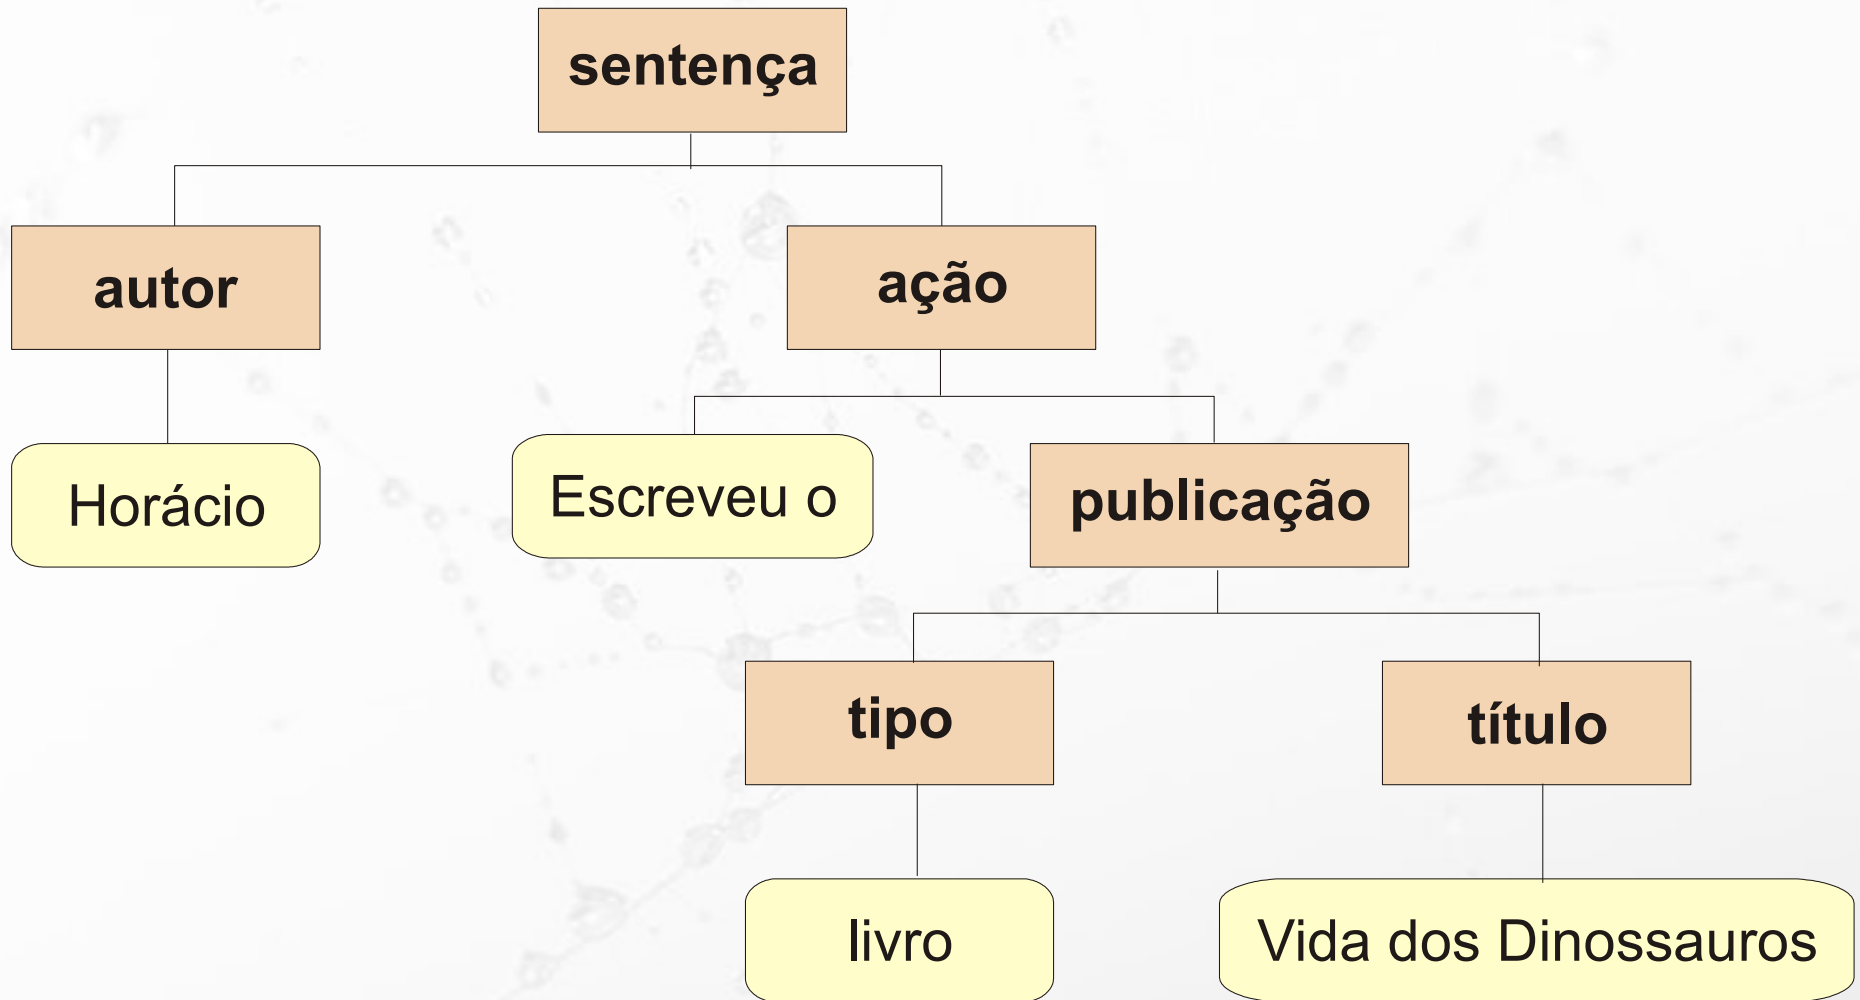 sentença
autor
ação
Horácio
Escreveu o
publicação
tipo
título
livro
Vida dos Dinossauros